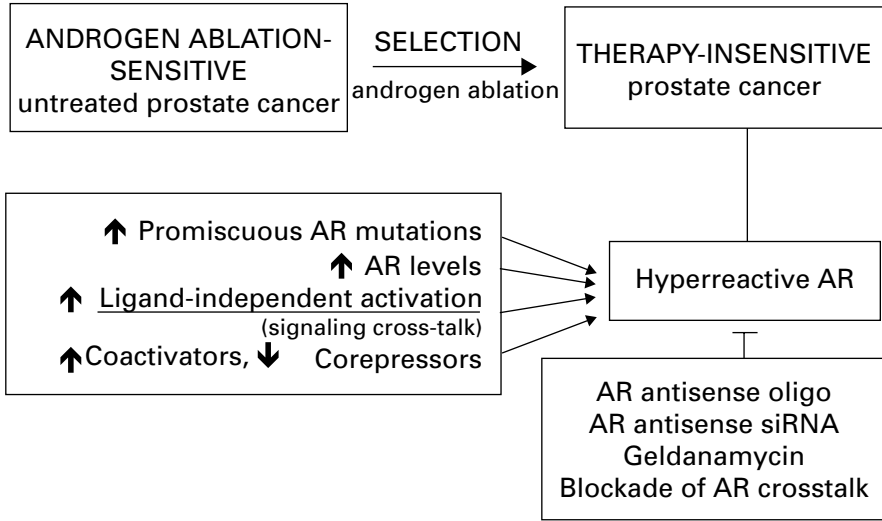 ANDROGEN ABLATION-
SENSITIVE
untreated prostate cancer
SELECTION
androgen ablation
THERAPY-INSENSITIVE
prostate cancer
↑ Promiscuous AR mutations
↑ AR levels
↑ Ligand-independent activation
(signaling cross-talk)
↑Coactivators, ↓ Corepressors
Hyperreactive AR
AR antisense oligo
AR antisense siRNA
Geldanamycin
Blockade of AR crosstalk